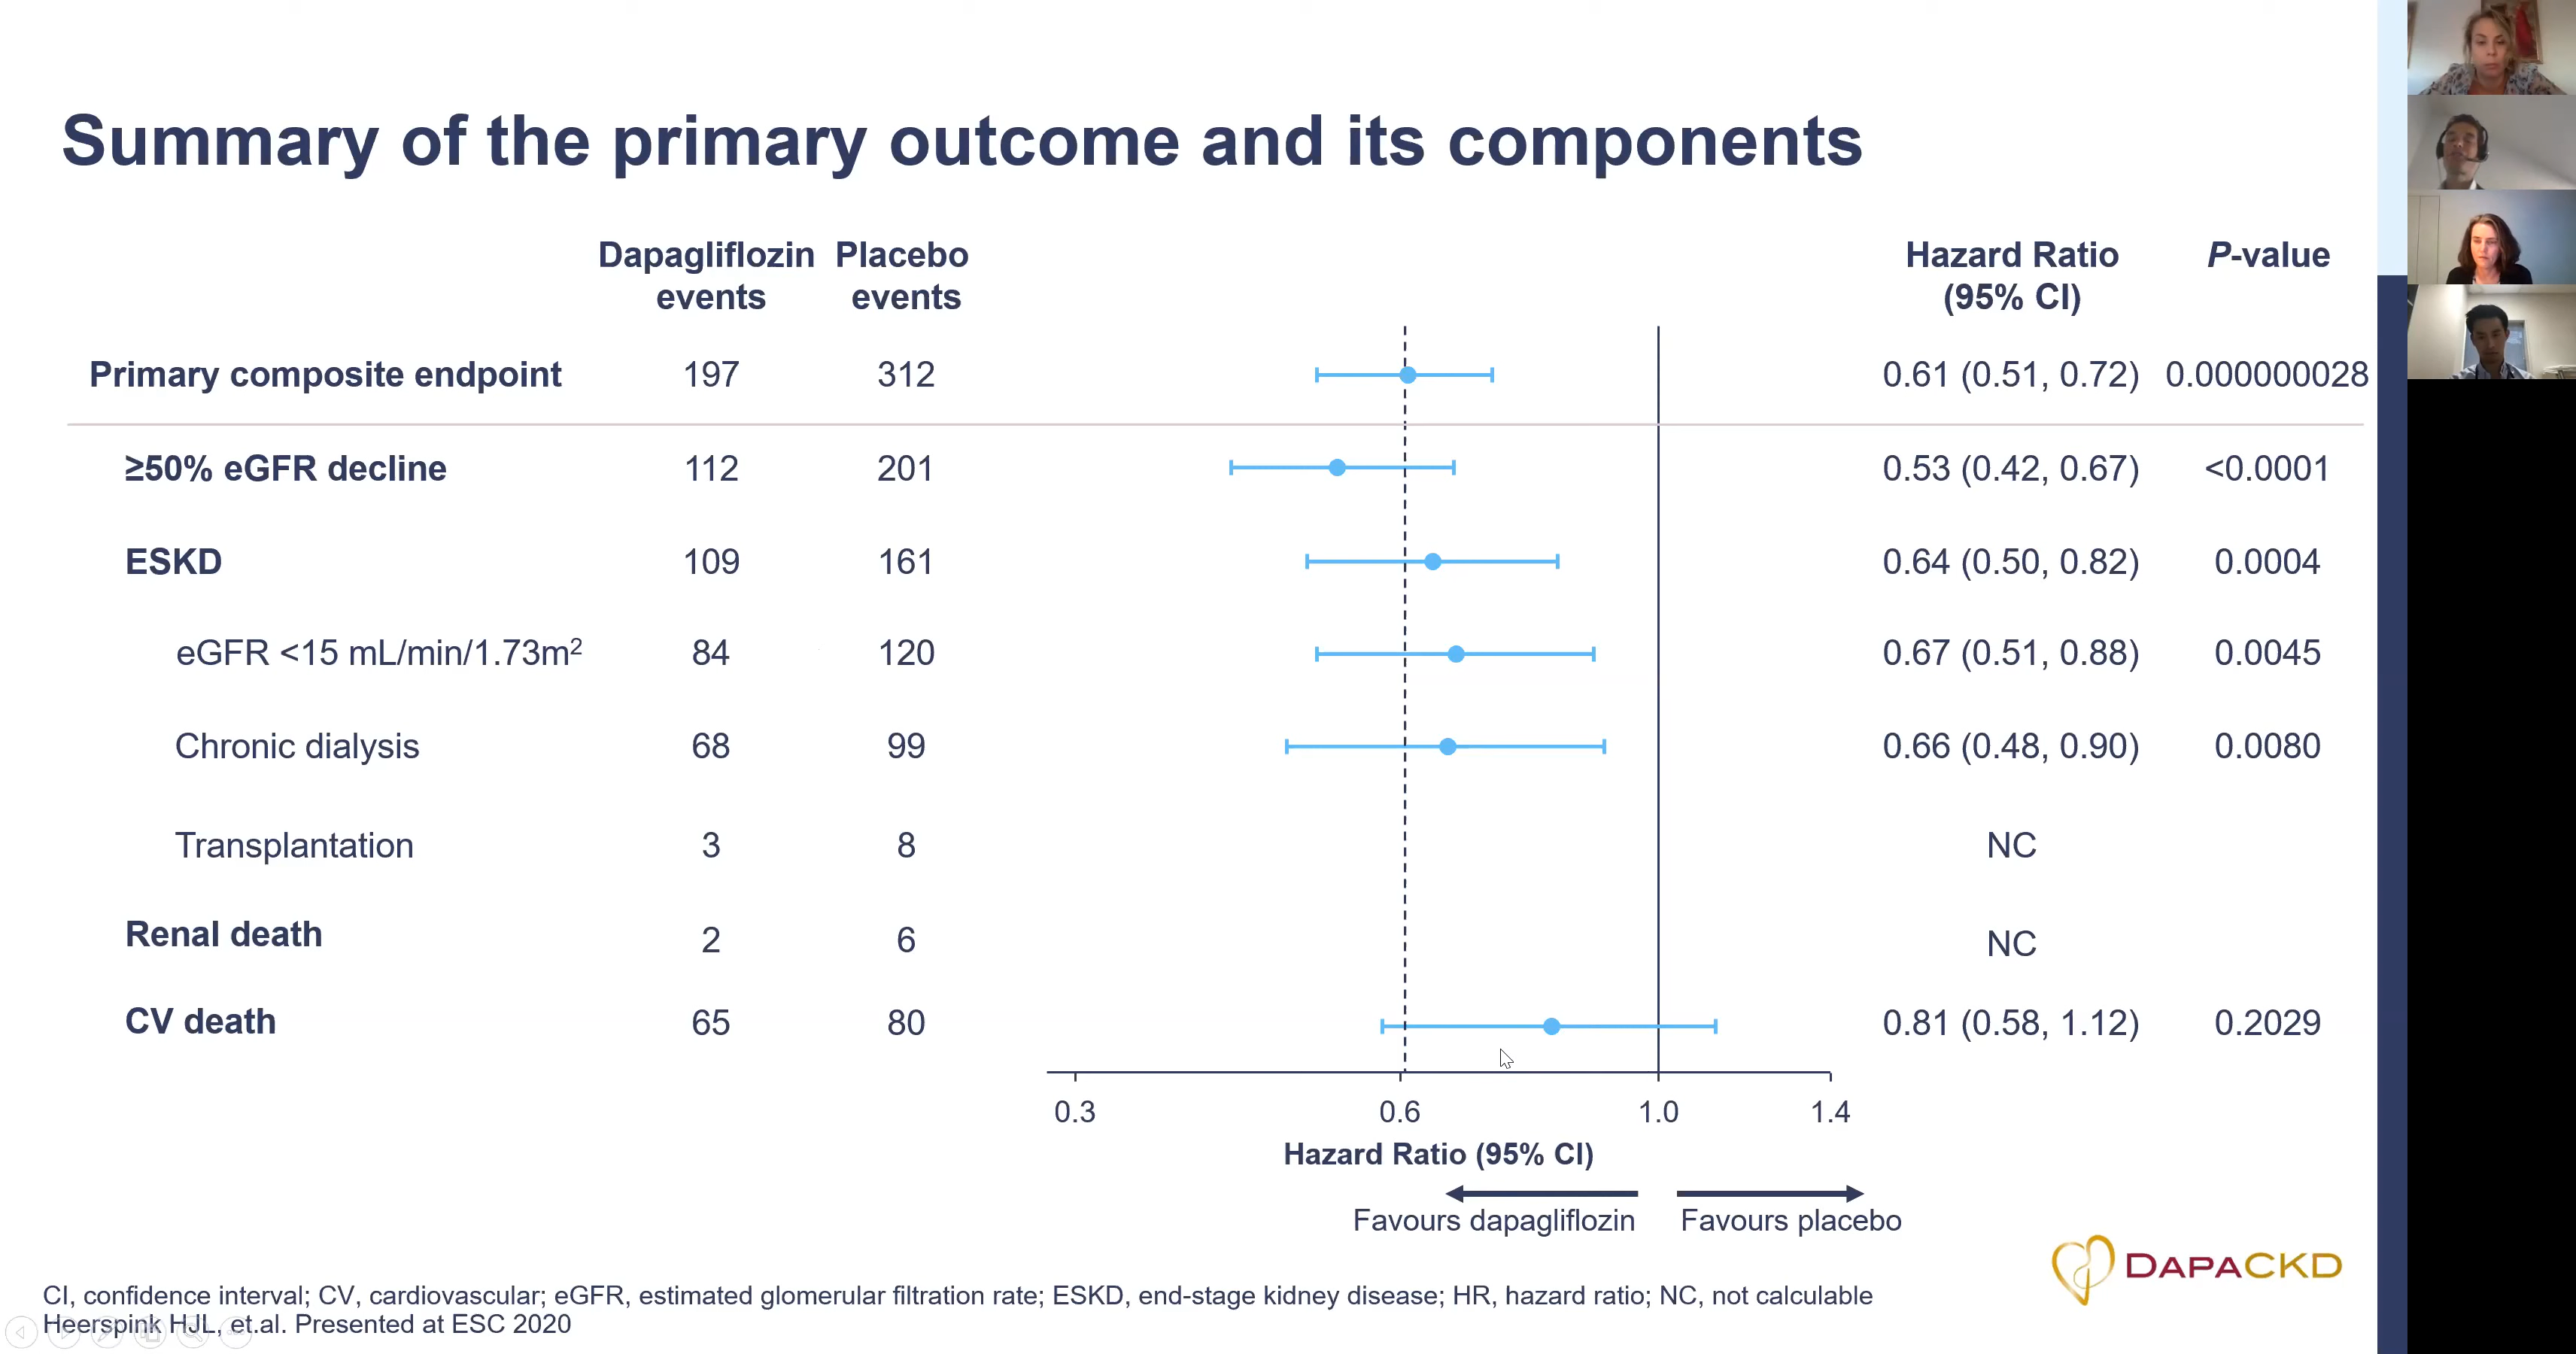 Summary of the primary outcome and its components
Dapagliflozin events Placebo events Hazard Ratio (95% CI) P-value
Primary composite endpoint 197 312 0.61 (0.51, 0.72) 0.000000028
≥50% eGFR decline 112 201 0.53 (0.42, 0.67) <0.0001
ESKD 109 161 0.64 (0.50, 0.82) 0.0004
eGFR <15 mL/min/1.73m² 84 120 0.67 (0.51, 0.88) 0.0045
Chronic dialysis 68 99 0.66 (0.48, 0.90) 0.0080
Transplantation 3 8 NC
Renal death 2 6 NC
CV death 65 80 0.81 (0.58, 1.12) 0.2029
0.3 0.6 1.0 1.4
Hazard Ratio (95% CI)
Favours dapagliflozin Favours placebo
DAPACKD
CI, confidence interval; CV, cardiovascular; eGFR, estimated glomerular filtration rate; ESKD, end-stage kidney disease; HR, hazard ratio; NC, not calculable
Heerspink HJL, et.al. Presented at ESC 2020